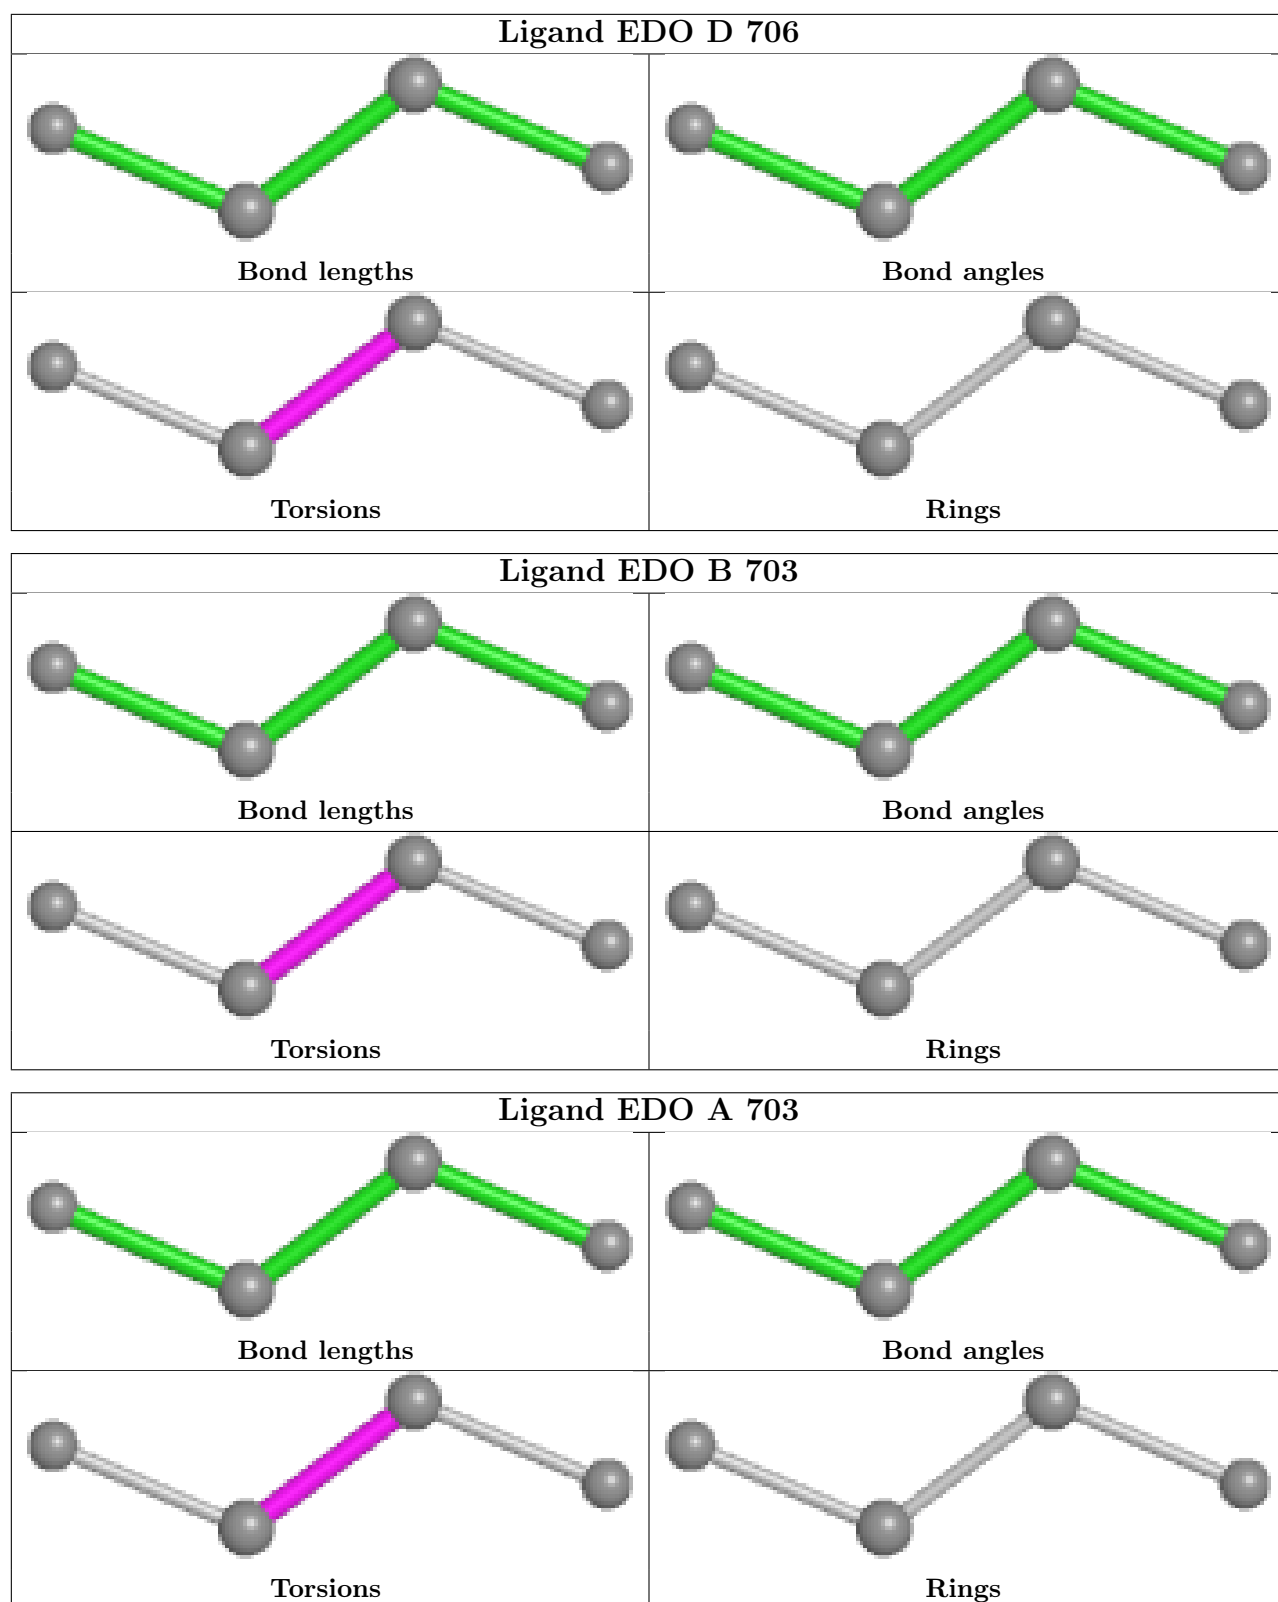 Ligand EDO D 706
Bond lengths
Bond angles
Torsions
Rings
Ligand EDO B 703
Bond lengths
Bond angles
Torsions
Rings
Ligand EDO A 703
Bond lengths
Bond angles
Torsions
Rings